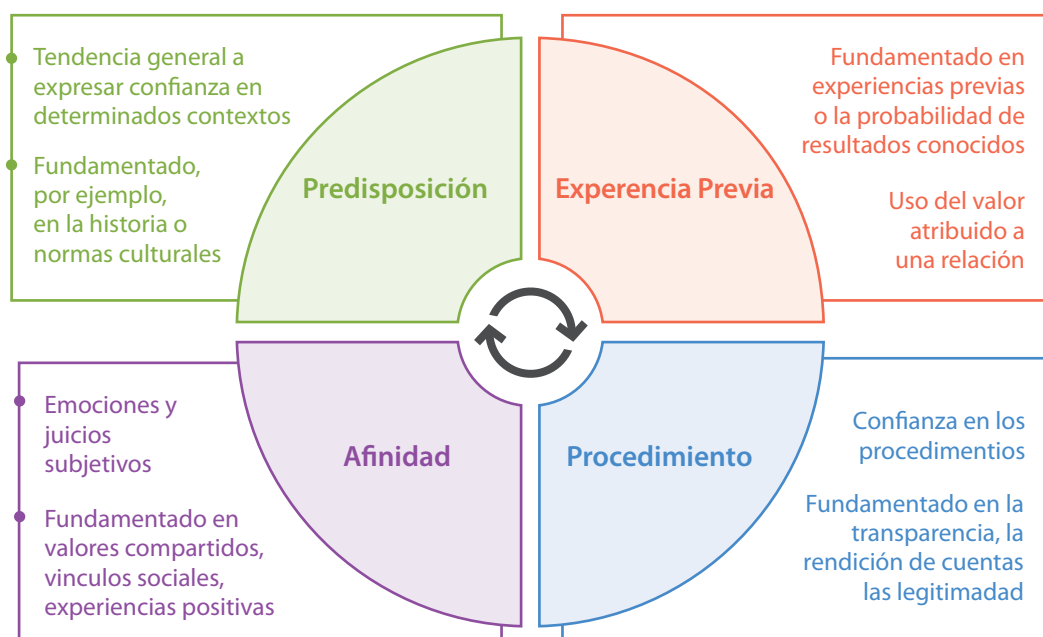 Tendencia general a
expresar confianza en
determinados contextos
Fundamentado,
por ejemplo,
en la historia o
normas culturales
Predisposición
Experencia Previa
Fundamentado en
experiencias previas
o la probabilidad de
resultados conocidos
Uso del valor
atribuido a
una relación
Emociones y
juicios
subjetivos
Fundamentado en
valores compartidos,
vinculos sociales,
experiencias positivas
Afinidad
Procedimiento
Confianza en los
procedimentios
Fundamentado en la
transparencia, la
rendición de cuentas
las legitimadad